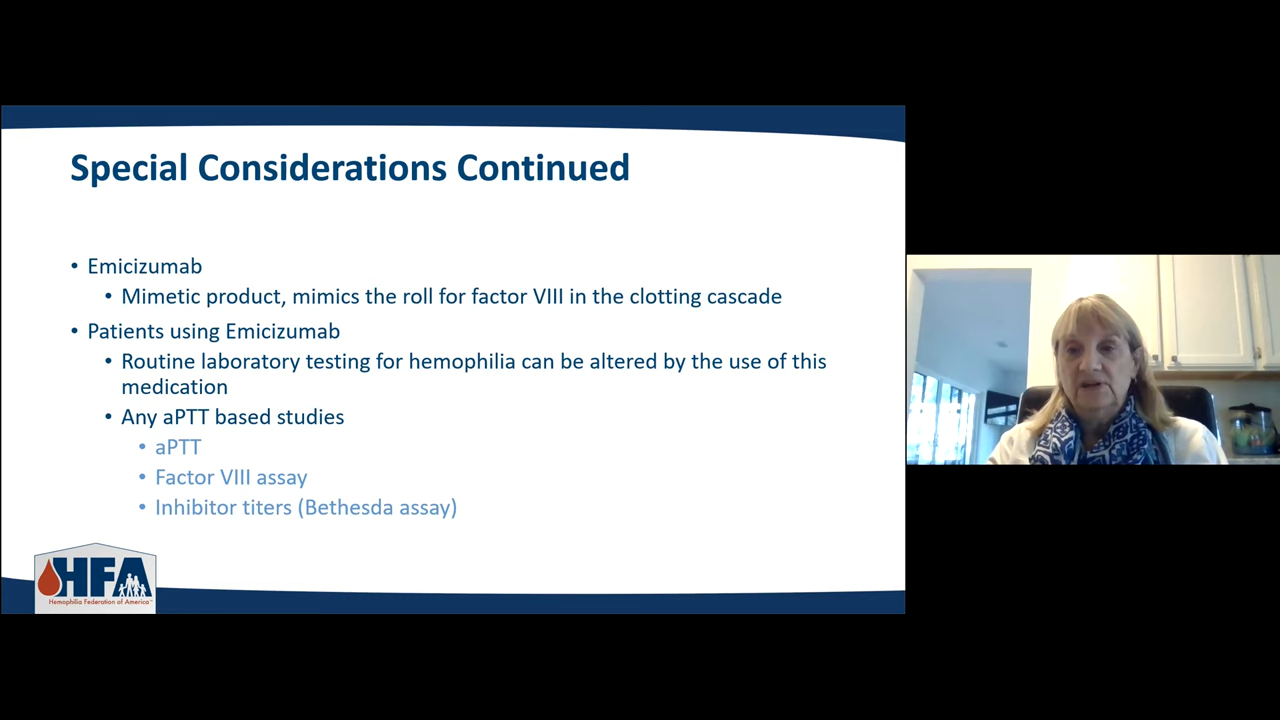 Special Considerations Continued
• Emicizumab
• Mimetic product, mimics the roll for factor VIII in the clotting cascade
• Patients using Emicizumab
• Routine laboratory testing for hemophilia can be altered by the use of this
medication
• Any aPTT based studies
• aPTT
• Factor VIII assay
• Inhibitor titers (Bethesda assay)
HFA
Hemophilia Federation of America